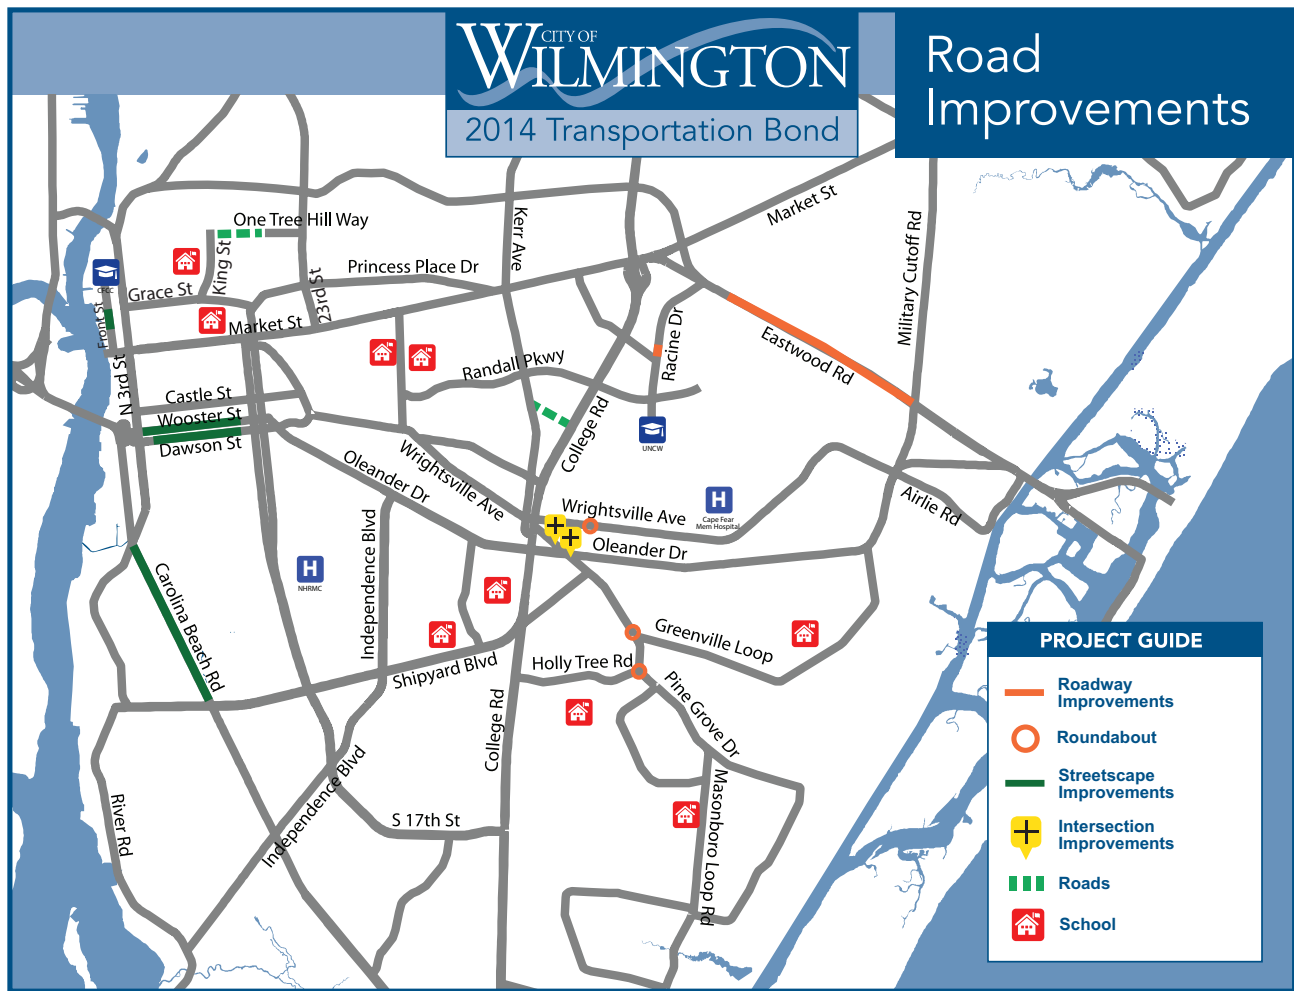 CITY OF
WILMINGTON
2014 Transportation Bond
Road
Improvements
One Tree Hill Way
King St
Kerr Ave
Market St
Military Cutoff Rd
Princess Place Dr
23rd St
CFCC
Grace St
Front St
Market St
N 3rd St
Racine Dr
Eastwood Rd
Randall Pkwy
Castle St
Wooster St
Dawson St
College Rd
UNCW
Wrightsville Ave
Oleander Dr
Wrightsville Ave
H
Cape Fear
Mem Hospital
Airlie Rd
Oleander Dr
Independence Blvd
H
NHRMC
Carolina Beach Rd
Greenville Loop
Holly Tree Rd
Shipyard Blvd
Pine Grove Dr
College Rd
Independence Blvd
River Rd
S 17th St
Masonboro Loop Rd
PROJECT GUIDE
Roadway
Improvements
Roundabout
Streetscape
Improvements
Intersection
Improvements
Roads
School